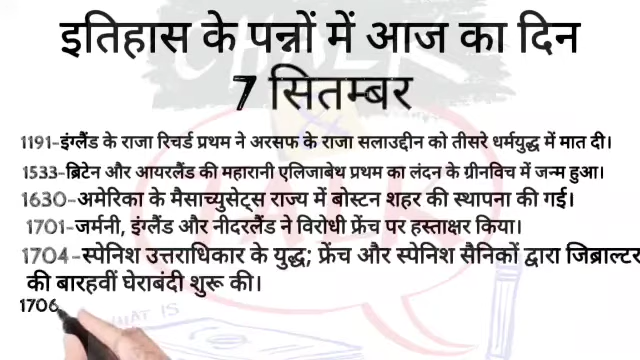 इतिहास के पन्नों में आज का दिन
7 सितम्बर
1191-इंग्लैंड के राजा रिचर्ड प्रथम ने अरसफ के राजा सलाउद्दीन को तीसरे धर्मयुद्ध में मात दी।
1533-ब्रिटेन और आयरलैंड की महारानी एलिजाबेथ प्रथम का लंदन के ग्रीनविच में जन्म हुआ।
1630-अमेरिका के मैसाच्युसेट्स राज्य में बोस्टन शहर की स्थापना की गई।
1701-जर्मनी, इंग्लैंड और नीदरलैंड ने विरोधी फ्रेंच पर हस्ताक्षर किया।
1704-स्पेनिश उत्तराधिकार के युद्ध; फ्रेंच और स्पेनिश सैनिकों द्वारा जिब्राल्टर
की बारहवीं घेराबंदी शुरू की।
1706
WHAT IS